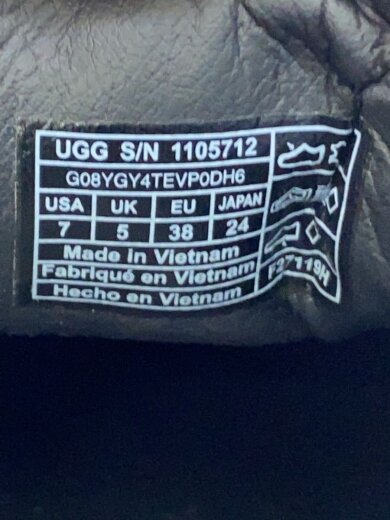 UGG S/N 1105712
G08YGY4TEVP0DH6
USA UK EU JAPAN
7 5 38 24
Made in Vietnam
Fabriqué en Vietnam
Hecho en Vietnam
F27119H